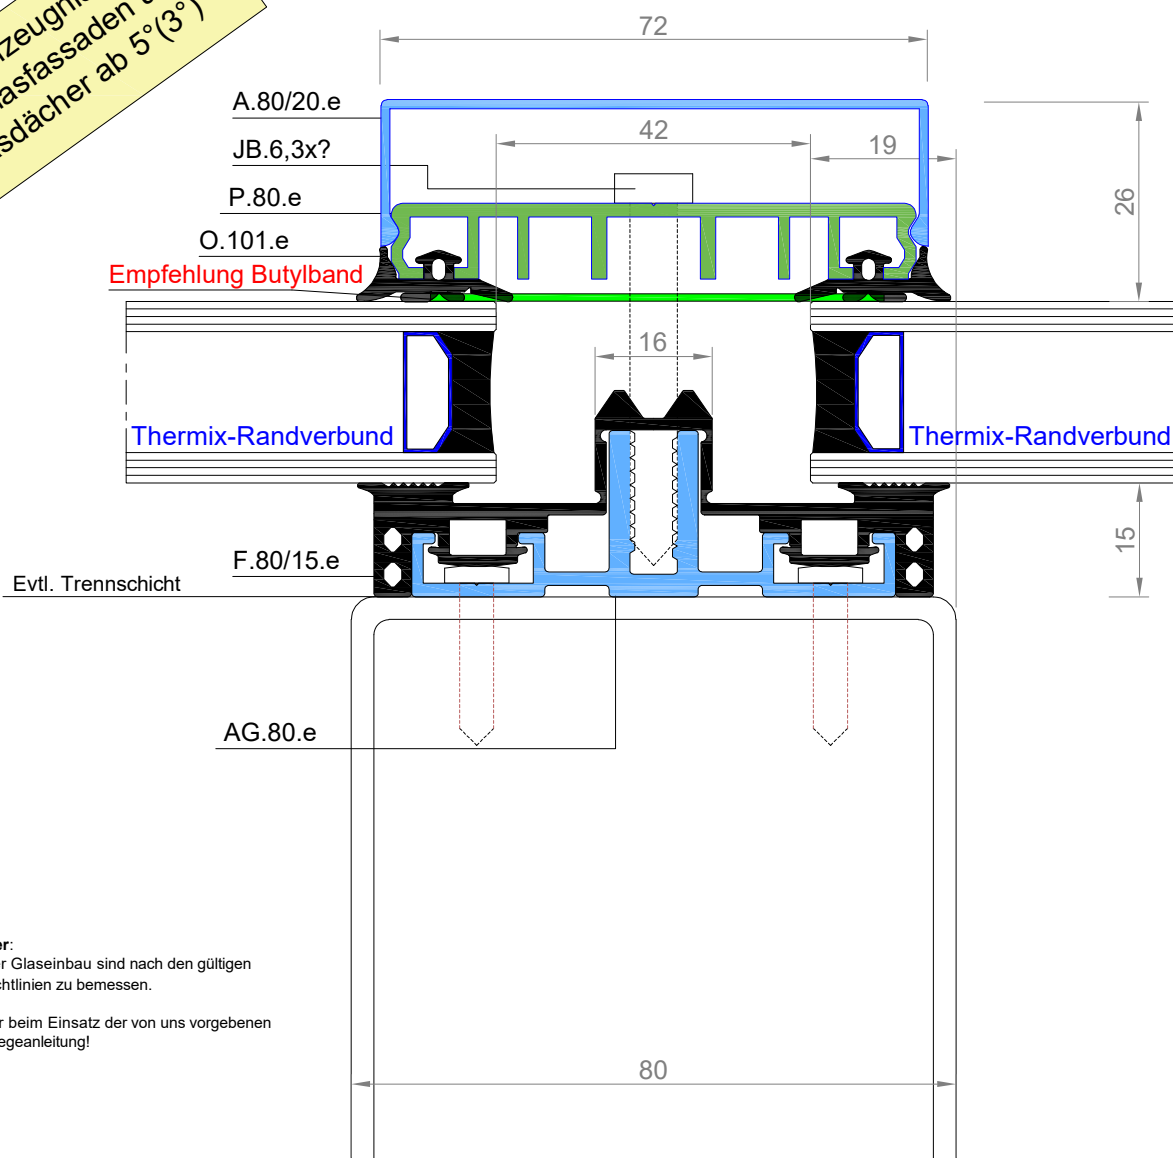 asfassaden
sdächer ab 5°(3°)
72
A.80/20.e
JB.6,3x?
42
19
P.80.e
26
O.101.e
Empfehlung Butylband
16
Thermix-Randverbund
Thermix-Randverbund
15
F.80/15.e
Evtl. Trennschicht
AG.80.e
er:
er Glaseinbau sind nach den gültigen
chtlinien zu bemessen.
r beim Einsatz der von uns vorgebenen
egeanleitung!
80